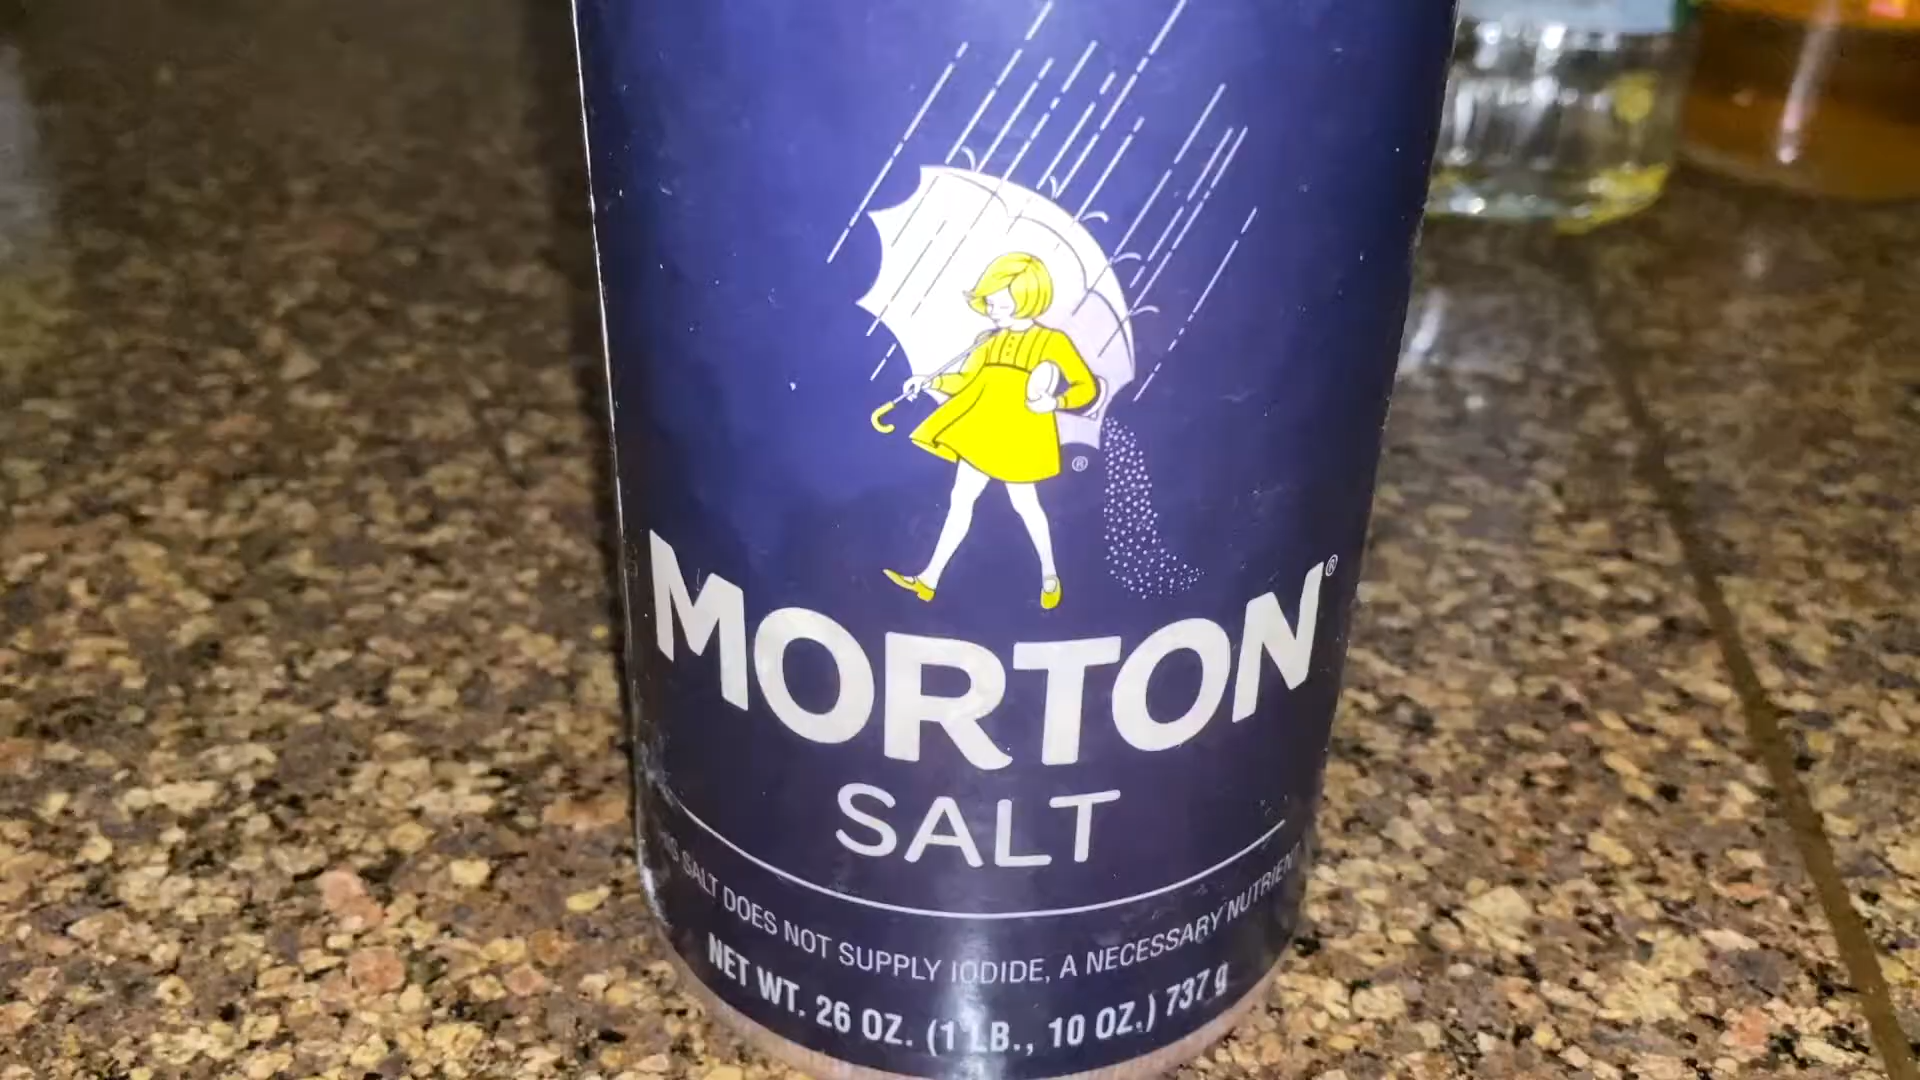 ®
MORTON®
SALT
SALT DOES NOT SUPPLY IODIDE, A NECESSARY NUTRIENT
NET WT. 26 OZ. (1 LB., 10 OZ.) 737 g